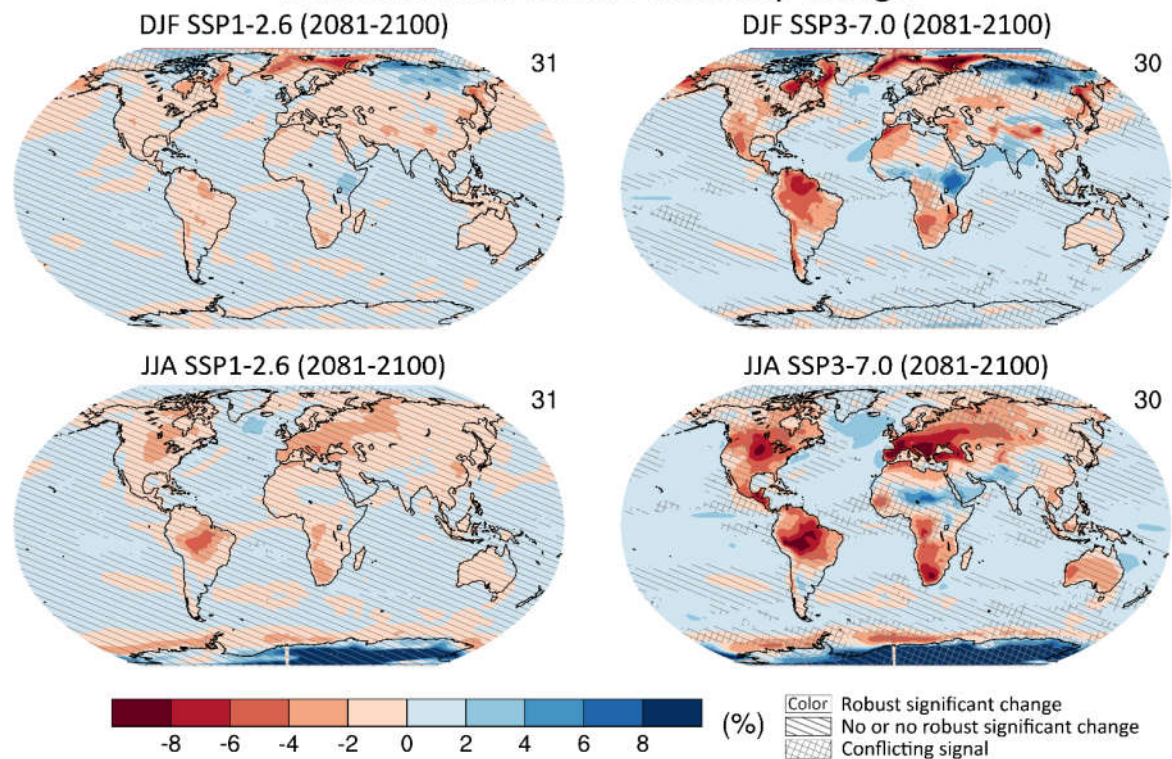 DJF SSP1-2.6 (2081-2100)
31
DJF SSP3-7.0 (2081-2100)
30
JJA SSP1-2.6 (2081-2100)
31
JJA SSP3-7.0 (2081-2100)
30
-8 -6 -4 -2 0 2 4 6 8
(%)
Color Robust significant change
No or no robust significant change
Conflicting signal